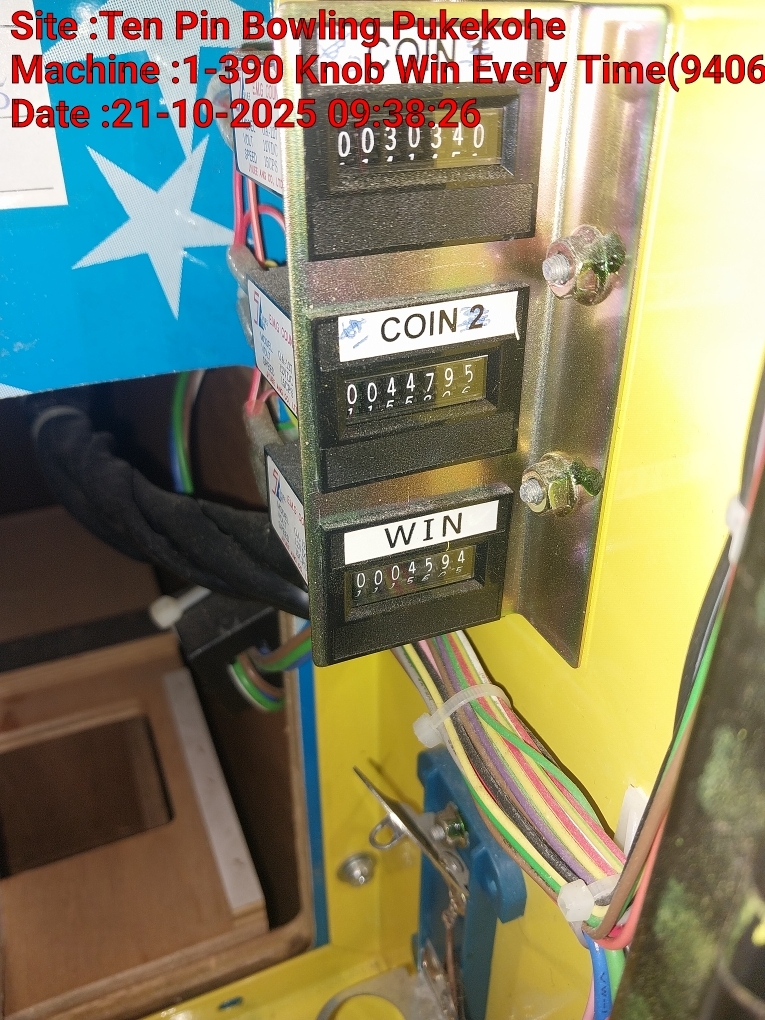 Site :Ten Pin Bowling Pukekohe
Machine :1-390 Knob Win Every Time(9406
Date :21-10-2025 09:38:26
COIN
0030340
COIN 2
0044795
WIN
0004594